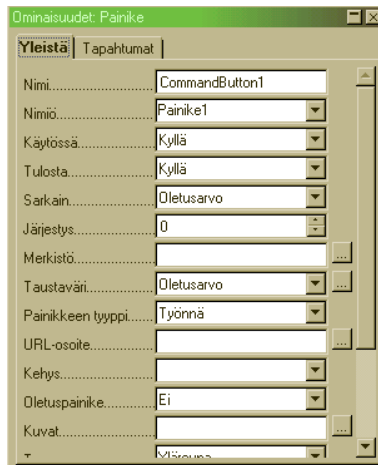 Ominaisuudet: Painike
Yleistä Tapahtumat
Nimi CommandButton1
Nimiö Painike1
Käytössä Kyllä
Tulosta Kyllä
Sarkain Oletusarvo
Järjestys 0
Merkistö ...
Taustaväri Oletusarvo ...
Painikkeen tyyppi Työnnä
URL-osoite ...
Kehys
Oletuspainike Ei
Kuvat ...